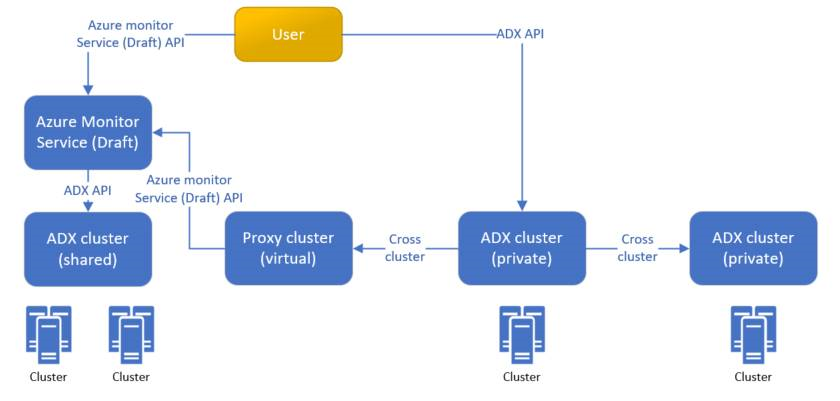 Azure monitor
Service (Draft) API
User
ADX API
Azure Monitor
Service (Draft)
Azure monitor
Service (Draft) API
ADX API
ADX cluster
(shared)
Proxy cluster
(virtual)
Cross
cluster
ADX cluster
(private)
Cross
cluster
ADX cluster
(private)
Cluster
Cluster
Cluster
Cluster